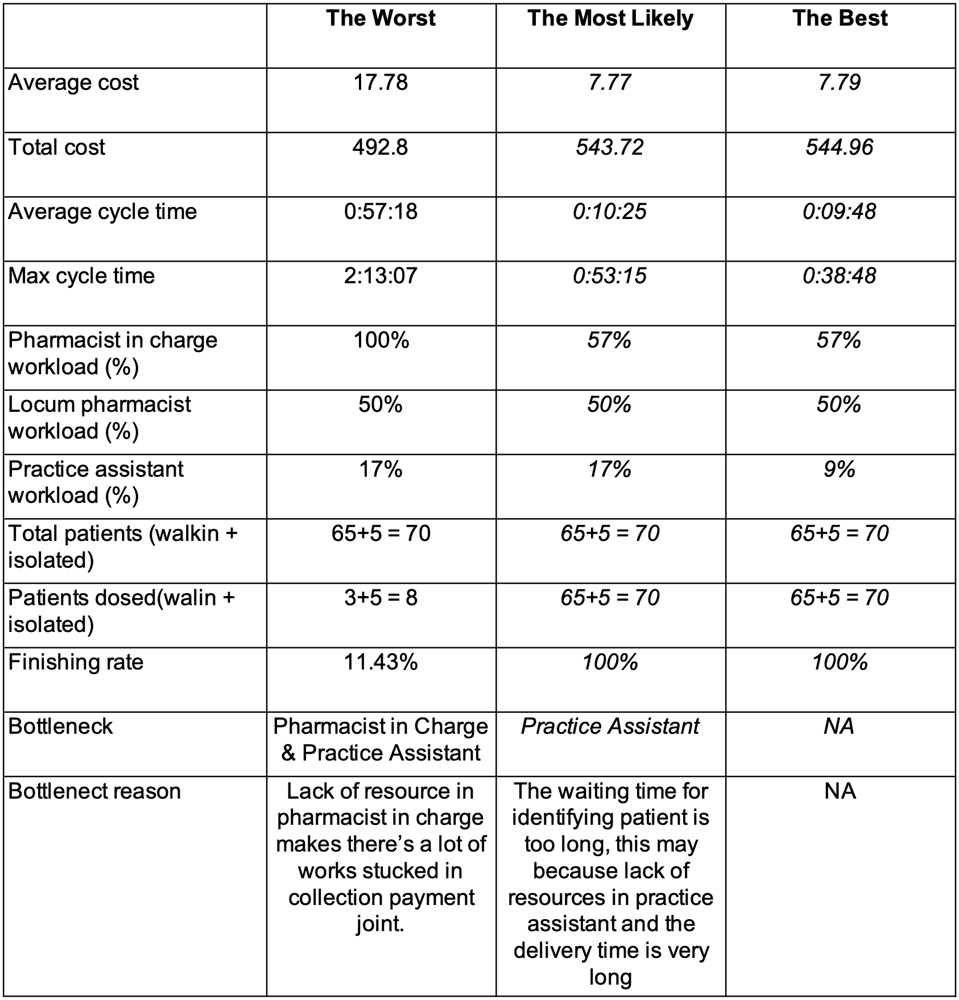 The Worst The Most Likely The Best
Average cost 17.78 7.77 7.79
Total cost 492.8 543.72 544.96
Average cycle time 0:57:18 0:10:25 0:09:48
Max cycle time 2:13:07 0:53:15 0:38:48
Pharmacist in charge 100% 57% 57%
workload (%)
Locum pharmacist 50% 50% 50%
workload (%)
Practice assistant 17% 17% 9%
workload (%)
Total patients (walkin + 65+5 = 70 65+5 = 70 65+5 = 70
isolated)
Patients dosed(walin + 3+5 = 8 65+5 = 70 65+5 = 70
isolated)
Finishing rate 11.43% 100% 100%
Bottleneck Pharmacist in Charge Practice Assistant NA
& Practice Assistant
Bottlenect reason Lack of resource in The waiting time for NA
pharmacist in charge identifying patient is
makes there’s a lot of too long, this may
works stucked in because lack of
collection payment resources in practice
joint. assistant and the
delivery time is very
long